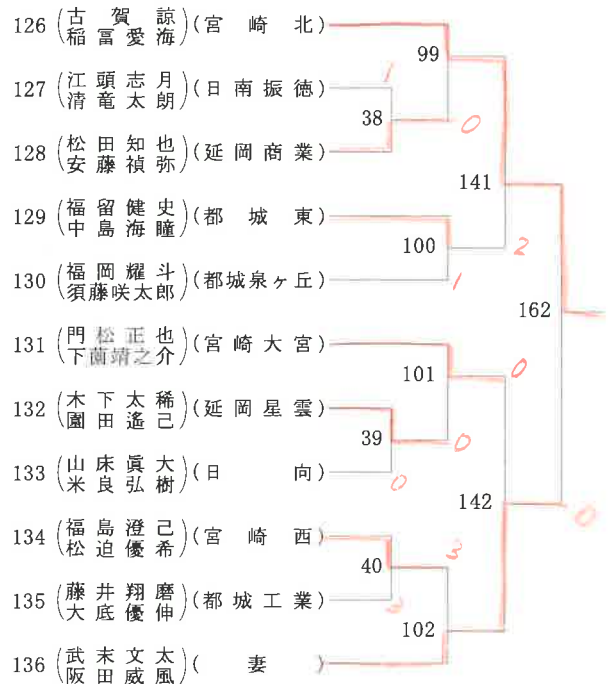 126 (古賀諒 稲冨愛海) (宮崎北)
99
127 (江頭志月 清竜太朗) (日南振徳)
1
38
0
128 (松田知也 安藤禎弥) (延岡商業)
141
129 (福留健史 中島海瞳) (都城東)
100
2
130 (福岡耀斗 須藤咲太郎) (都城泉ヶ丘)
1
162
131 (門松正也 下薗靖之介) (宮崎大宮)
101
0
132 (木下太稀 園田遙己) (延岡星雲)
39
0
133 (山床眞大 米良弘樹) (日向)
0
142
0
134 (福島澄己 松迫優希) (宮崎西)
40
3
135 (藤井翔磨 大底優伸) (都城工業)
102
136 (武末文太 阪田威風) (妻)